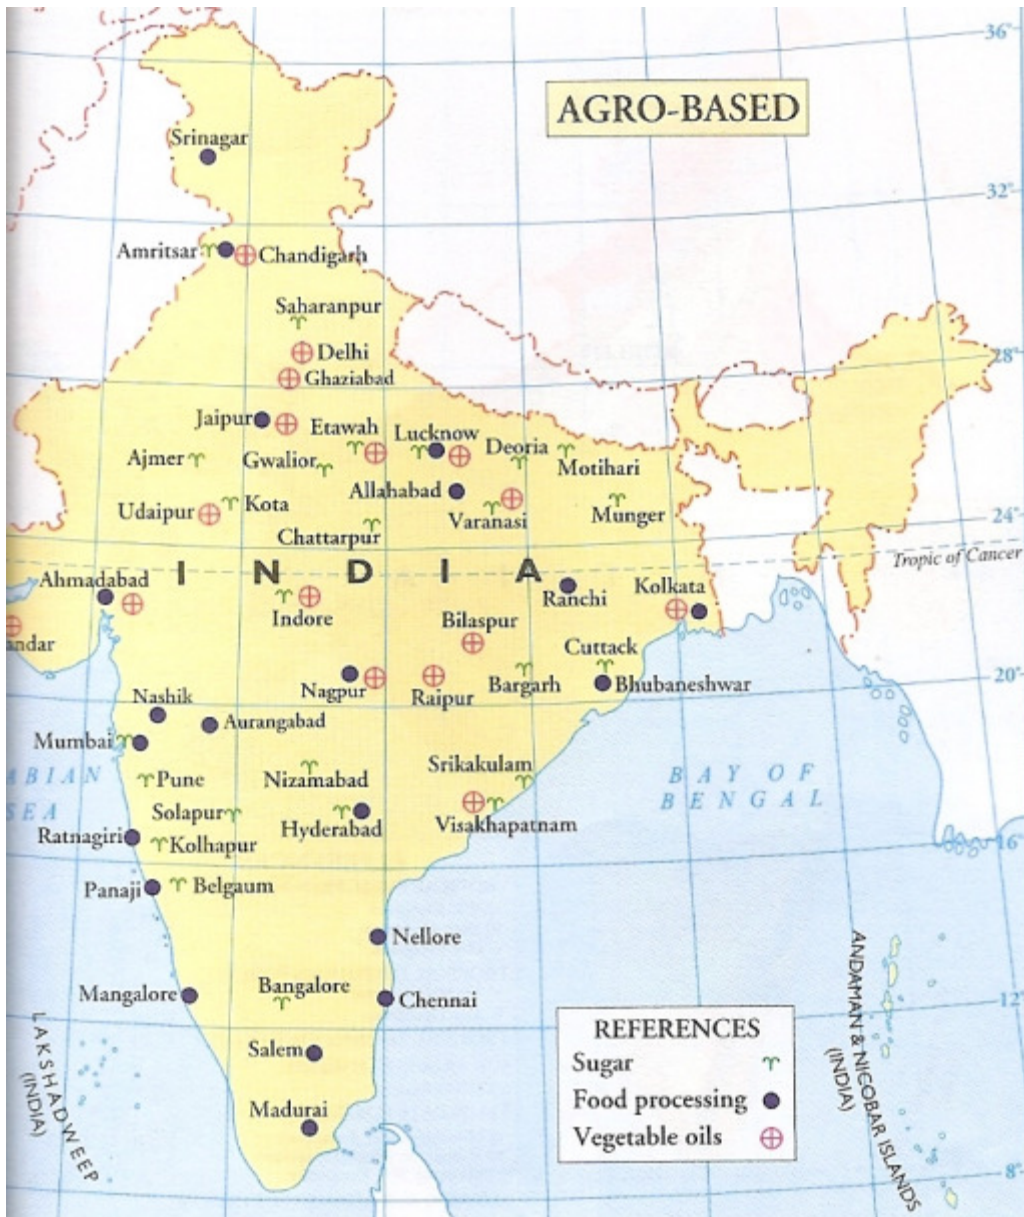 36°
AGRO-BASED
Srinagar
32°
Amritsar
Chandigarh
Saharanpur
Delhi
28°
Ghaziabad
Jaipur
Etawah
Lucknow
Deoria
Motihari
Ajmer
Gwalior
Allahabad
Udaipur
Kota
Varanasi
Munger
24°
Chattarpur
Tropic of Cancer
INDIA
Ahmadabad
Ranchi
Kolkata
Indore
Bilaspur
andar
Cuttack
Nagpur
Raipur
Bargarh
Bhubaneshwar
20°
Nashik
Aurangabad
Mumbai
ABIAN
SEA
Pune
Nizamabad
Srikakulam
BAY OF
BENGAL
Solapur
Hyderabad
Visakhapatnam
Ratnagiri
Kolhapur
16°
Panaji
Belgaum
Nellore
Mangalore
Bangalore
Chennai
12°
LAKSHADWEEP
(INDIA)
ANDAMAN & NICOBAR ISLANDS
(INDIA)
Salem
Madurai
REFERENCES
Sugar
Food processing
Vegetable oils
8°